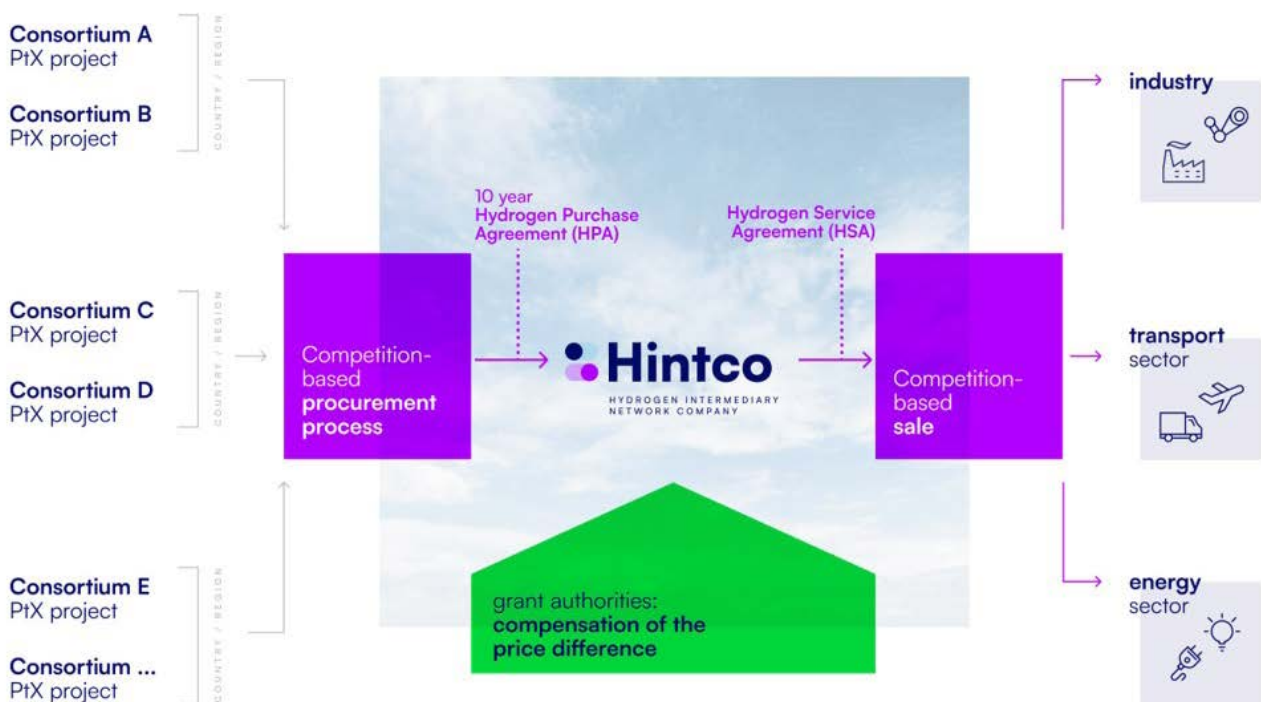 Consortium A
PtX project
Consortium B
PtX project
COUNTRY / REGION
Consortium C
PtX project
Consortium D
PtX project
COUNTRY / REGION
Consortium E
PtX project
Consortium ...
PtX project
COUNTRY / REGION
Competition-
based
procurement
process
10 year
Hydrogen Purchase
Agreement (HPA)
Hintco
HYDROGEN INTERMEDIARY
NETWORK COMPANY
Hydrogen Service
Agreement (HSA)
Competition-
based
sale
grant authorities:
compensation of the
price difference
industry
transport
sector
energy
sector